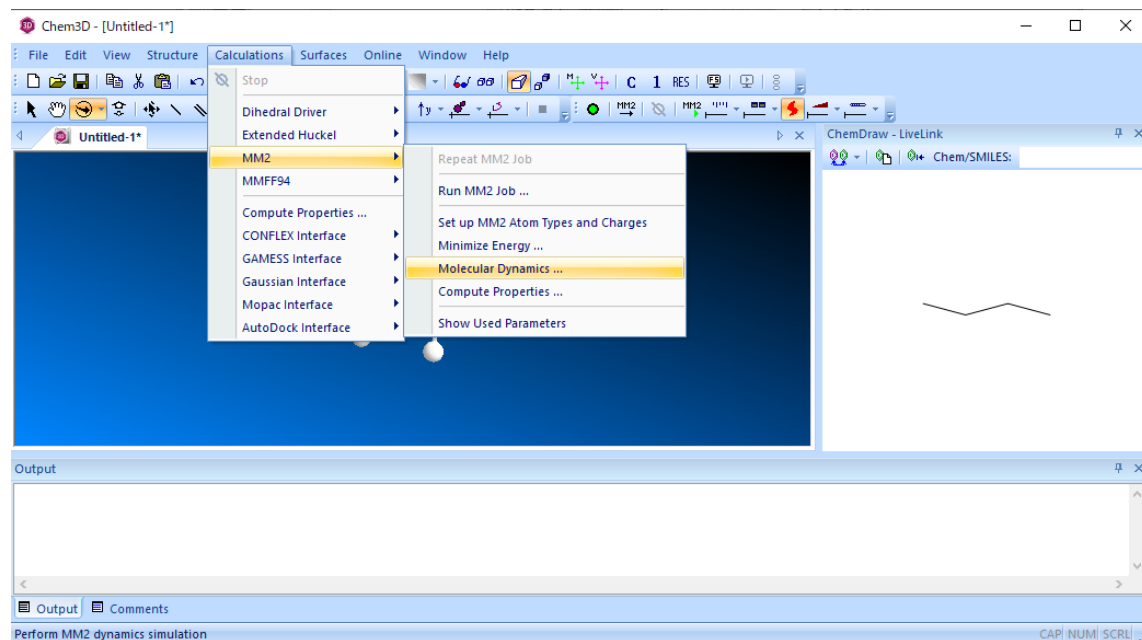 Chem3D - [Untitled-1*]
File Edit View Structure Calculations Surfaces Online Window Help
C 1 RES
MM2 MM2
Untitled-1*
Stop
Dihedral Driver
Extended Huckel
MM2
MMFF94
Compute Properties ...
CONFLEX Interface
GAMESS Interface
Gaussian Interface
Mopac Interface
AutoDock Interface
Repeat MM2 Job
Run MM2 Job ...
Set up MM2 Atom Types and Charges
Minimize Energy ...
Molecular Dynamics ...
Compute Properties ...
Show Used Parameters
ChemDraw - LiveLink
Chem/SMILES:
Output
Output Comments
Perform MM2 dynamics simulation
CAP NUM SCRL